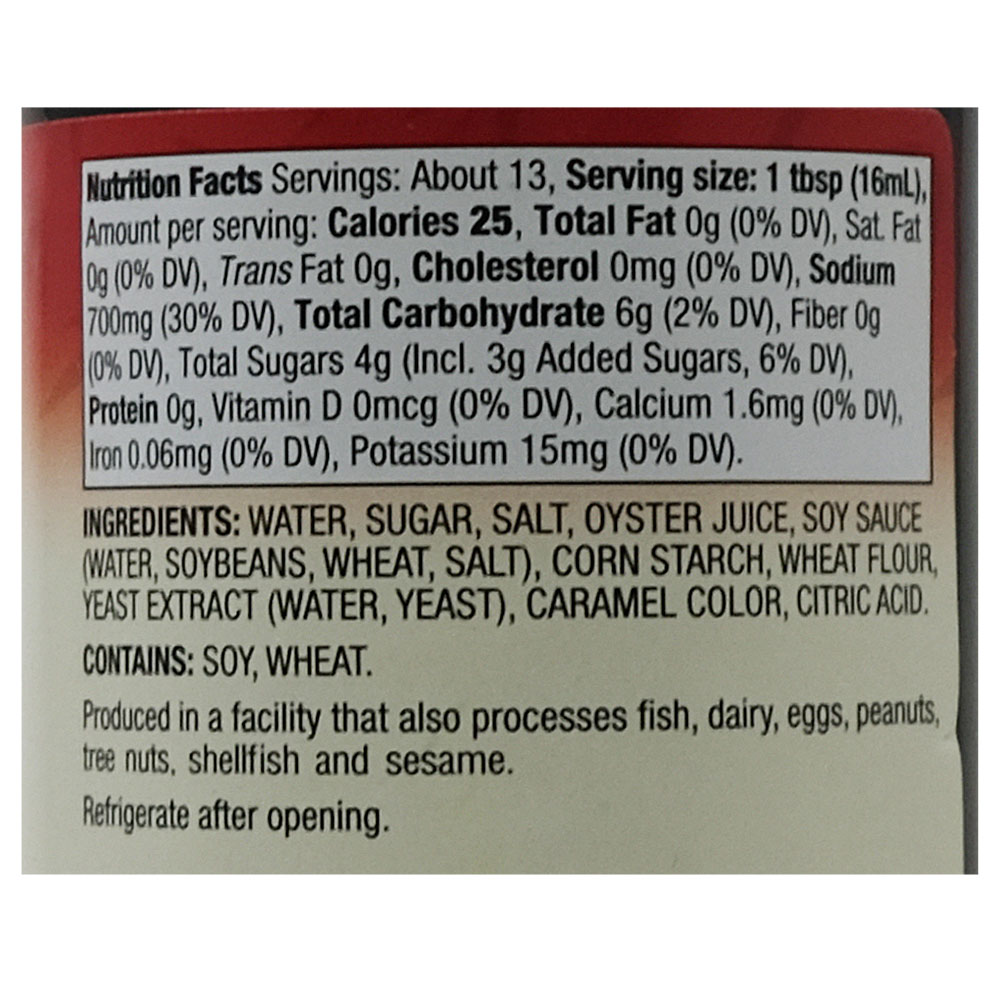 Nutrition Facts Servings: About 13, Serving size: 1 tbsp (16mL),
Amount per serving: Calories 25, Total Fat 0g (0% DV), Sat. Fat
0g (0% DV), Trans Fat 0g, Cholesterol 0mg (0% DV), Sodium
700mg (30% DV), Total Carbohydrate 6g (2% DV), Fiber 0g
(0% DV), Total Sugars 4g (Incl. 3g Added Sugars, 6% DV),
Protein 0g, Vitamin D 0mcg (0% DV), Calcium 1.6mg (0% DV),
Iron 0.06mg (0% DV), Potassium 15mg (0% DV).
INGREDIENTS: WATER, SUGAR, SALT, OYSTER JUICE, SOY SAUCE
(WATER, SOYBEANS, WHEAT, SALT), CORN STARCH, WHEAT FLOUR,
YEAST EXTRACT (WATER, YEAST), CARAMEL COLOR, CITRIC ACID.
CONTAINS: SOY, WHEAT.
Produced in a facility that also processes fish, dairy, eggs, peanuts,
tree nuts, shellfish and sesame.
Refrigerate after opening.